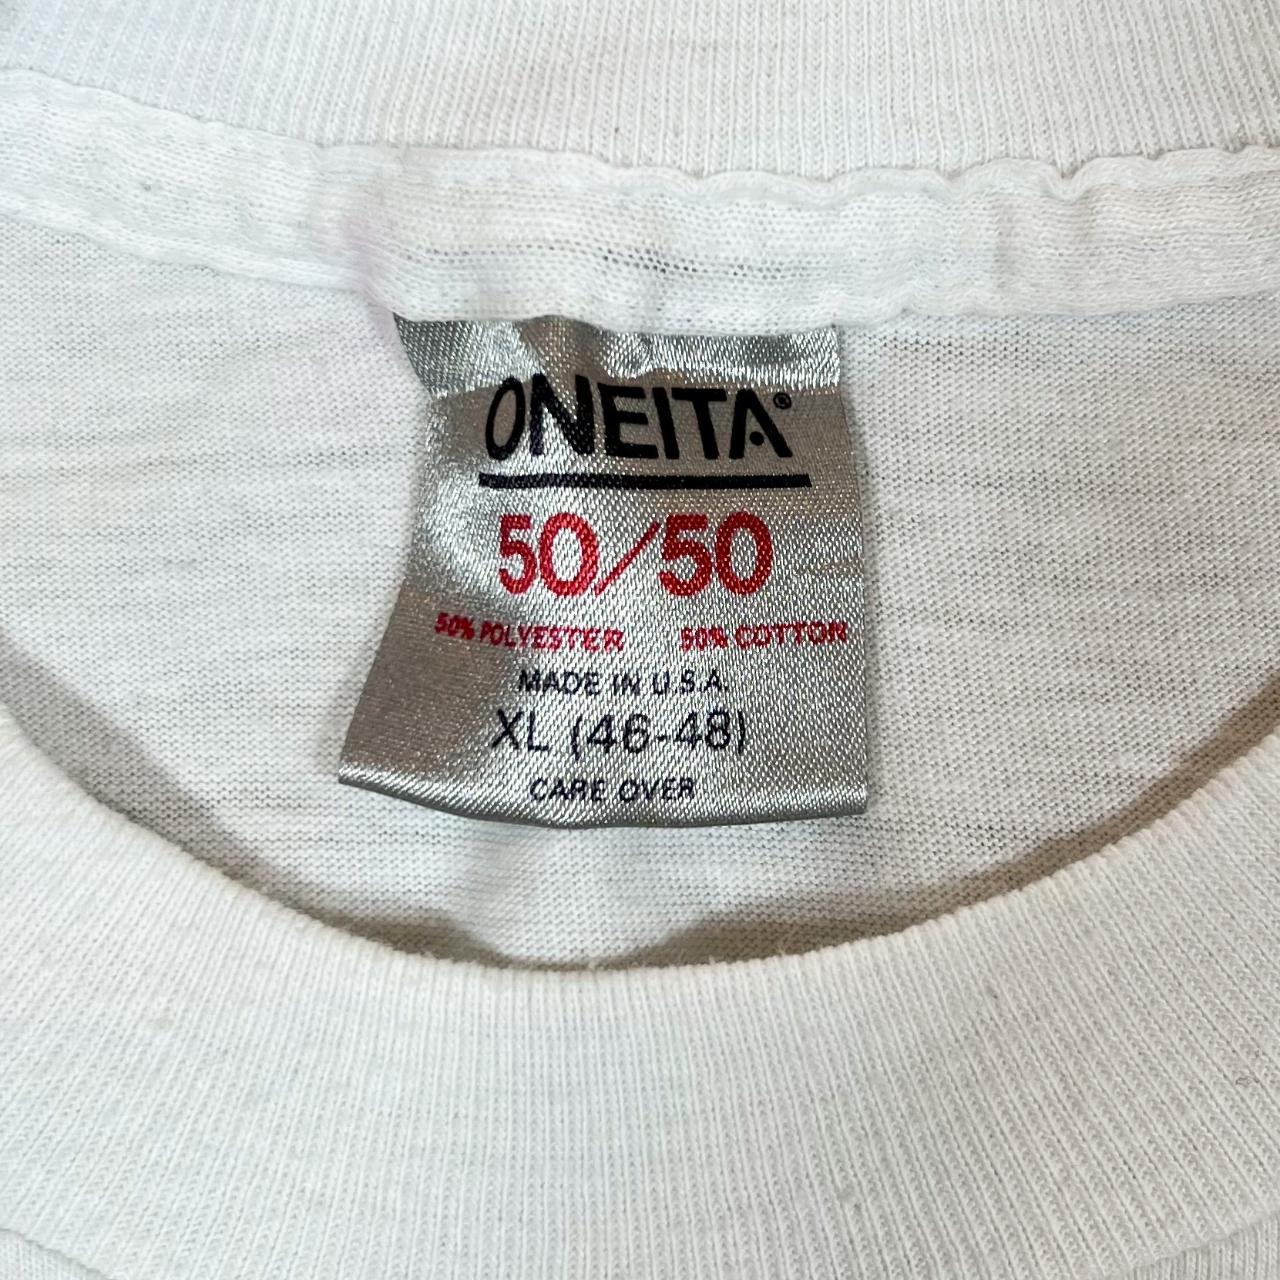 ONEITA®
50/50
50% POLYESTER 50% COTTON
MADE IN U.S.A.
XL (46-48)
CARE OVER